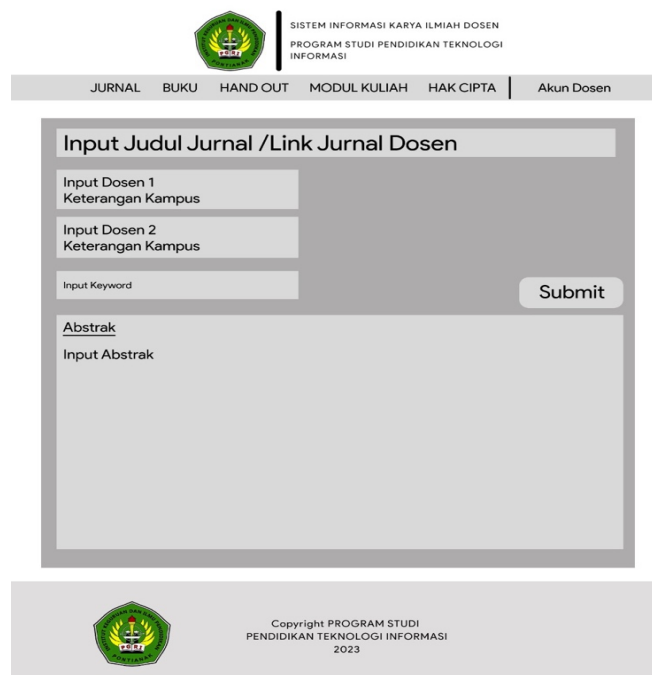 SISTEM INFORMASI KARYA ILMIAH DOSEN
PROGRAM STUDI PENDIDIKAN TEKNOLOGI
INFORMASI
JURNAL BUKU HAND OUT MODUL KULIAH HAK CIPTA Akun Dosen
Input Judul Jurnal /Link Jurnal Dosen
Input Dosen 1
Keterangan Kampus
Input Dosen 2
Keterangan Kampus
Input Keyword
Submit
Abstrak
Input Abstrak
PGRI
PONTIANAK
Copyright PROGRAM STUDI
PENDIDIKAN TEKNOLOGI INFORMASI
2023